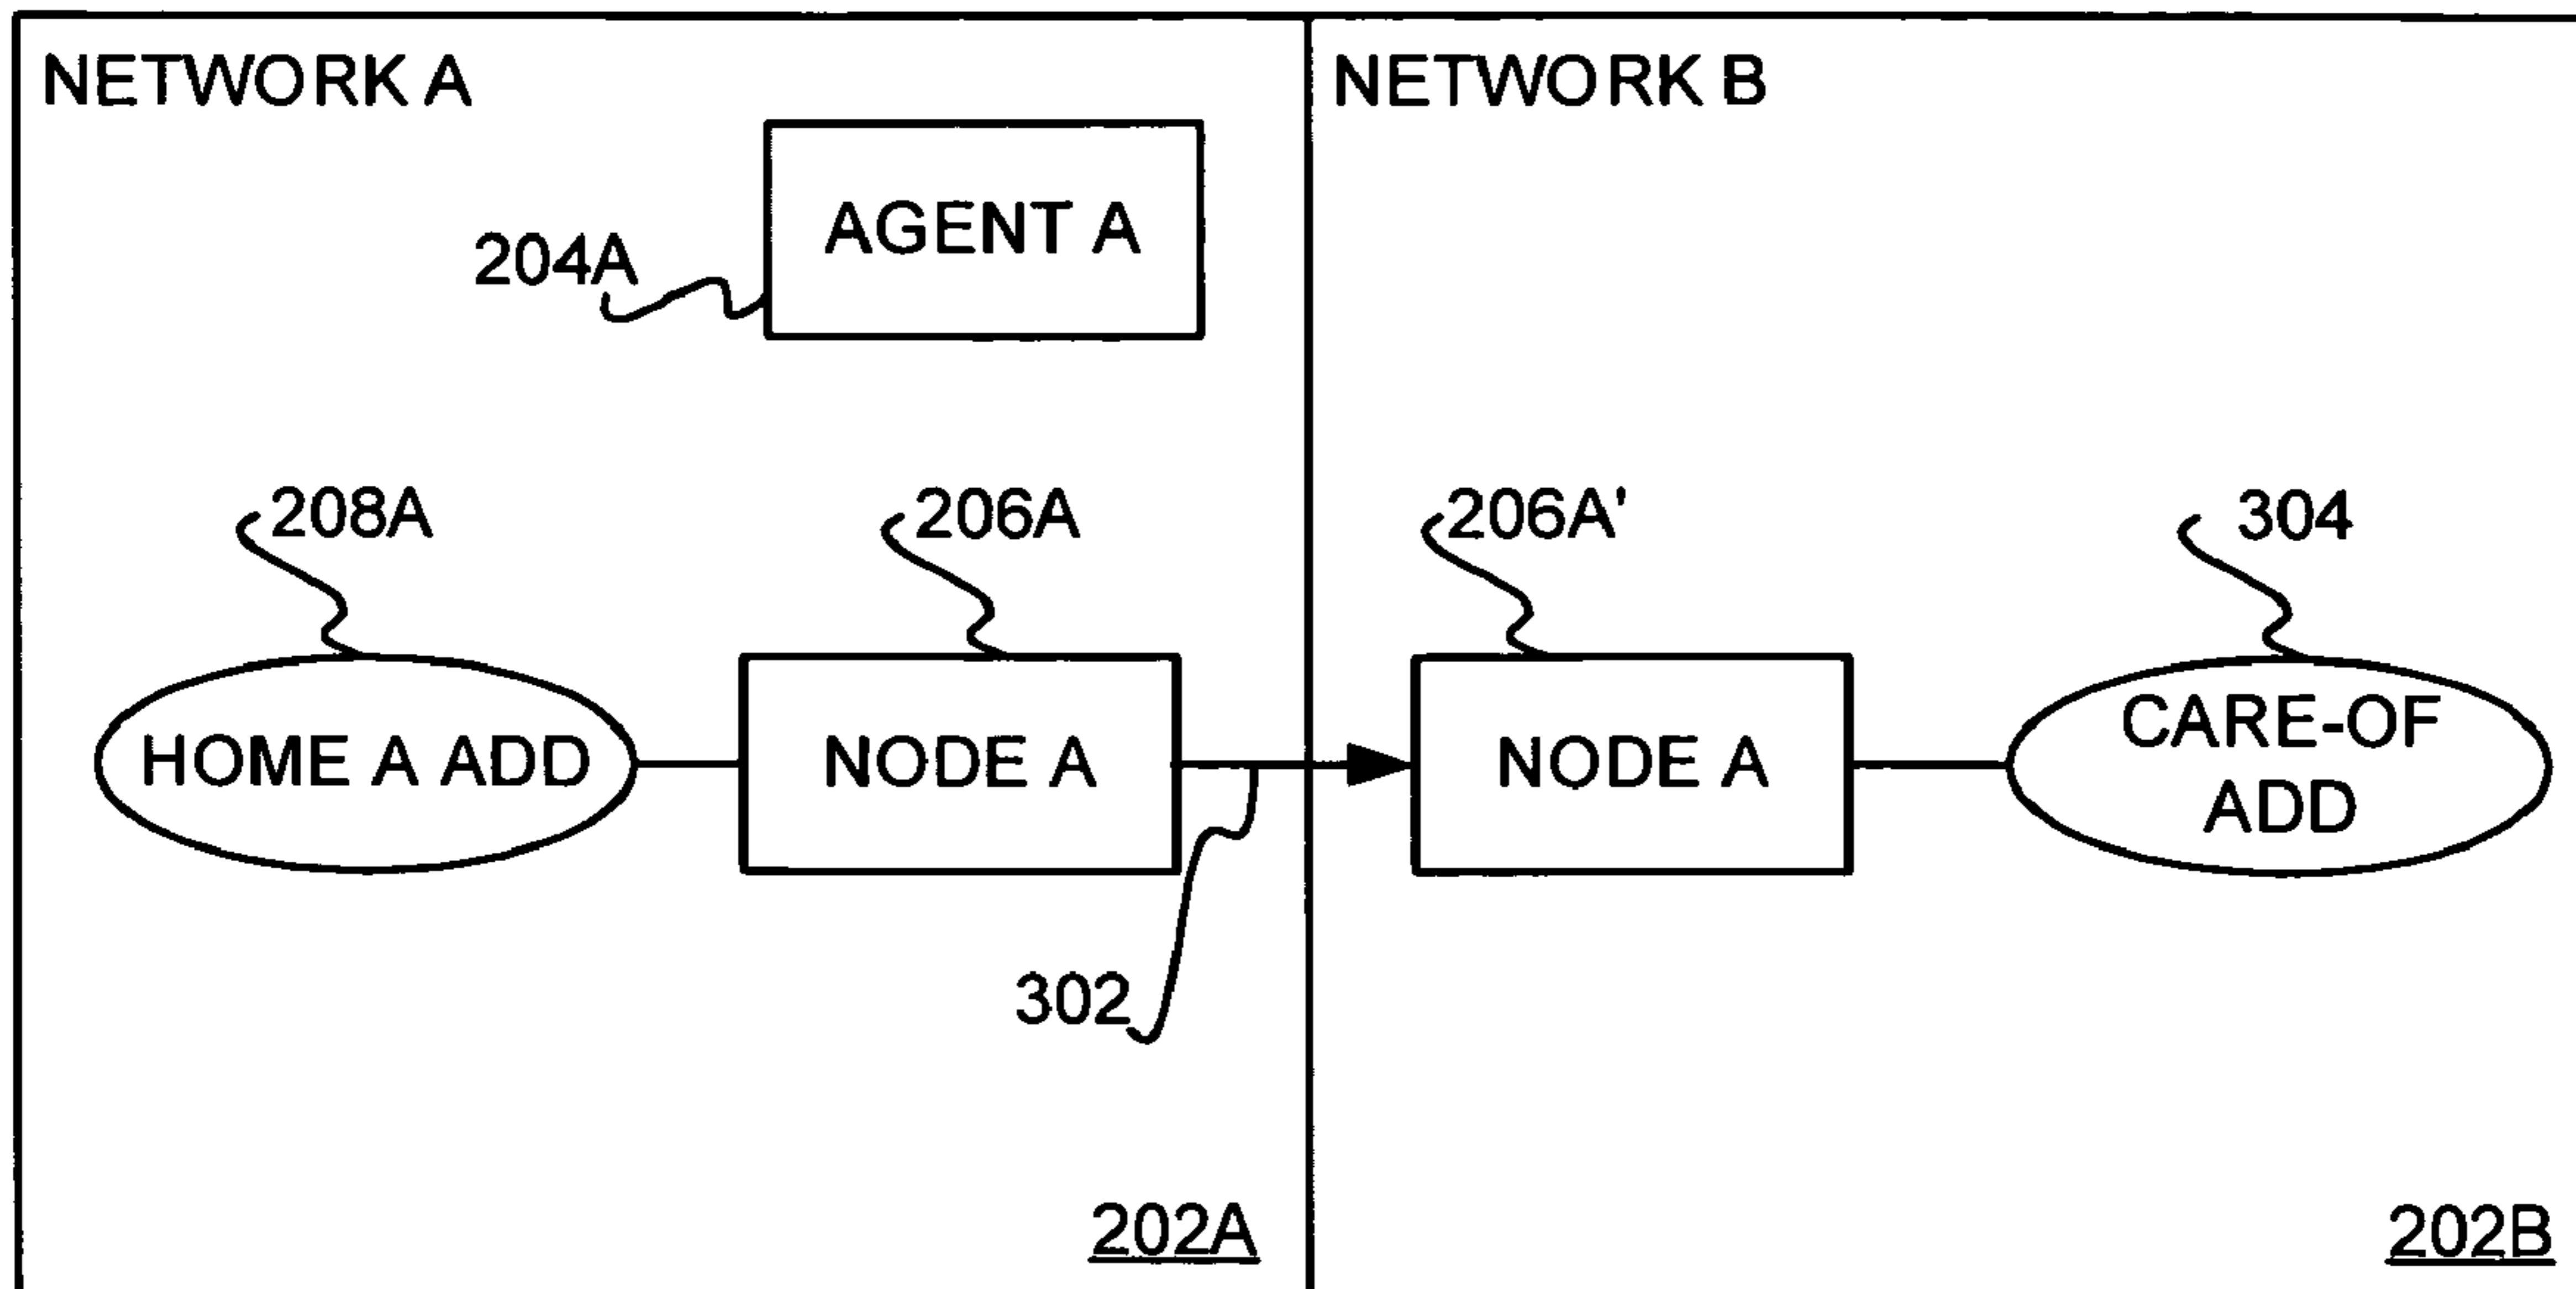 NETWORK A
NETWORK B
AGENT A
204A
208A
206A
206A'
304
HOME A ADD
NODE A
NODE A
CARE-OF
ADD
302
202A
202B